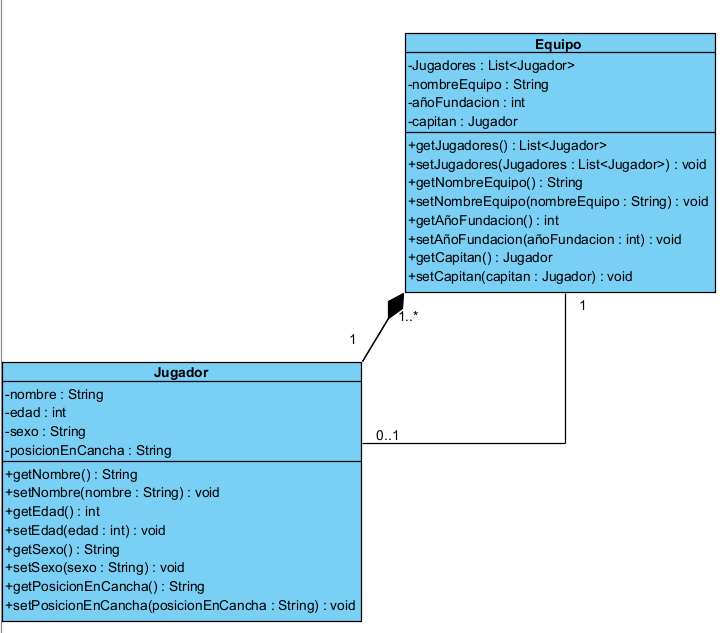 Equipo
-Jugadores : List<Jugador>
-nombreEquipo : String
-añoFundacion : int
-capitan : Jugador
+getJugadores() : List<Jugador>
+setJugadores(Jugadores : List<Jugador>) : void
+getNombreEquipo() : String
+setNombreEquipo(nombreEquipo : String) : void
+getAñoFundacion() : int
+setAñoFundacion(añoFundacion : int) : void
+getCapitan() : Jugador
+setCapitan(capitan : Jugador) : void
1
1..*
1
0..1
Jugador
-nombre : String
-edad : int
-sexo : String
-posicionEnCancha : String
+getNombre() : String
+setNombre(nombre : String) : void
+getEdad() : int
+setEdad(edad : int) : void
+getSexo() : String
+setSexo(sexo : String) : void
+getPosicionEnCancha() : String
+setPosicionEnCancha(posicionEnCancha : String) : void